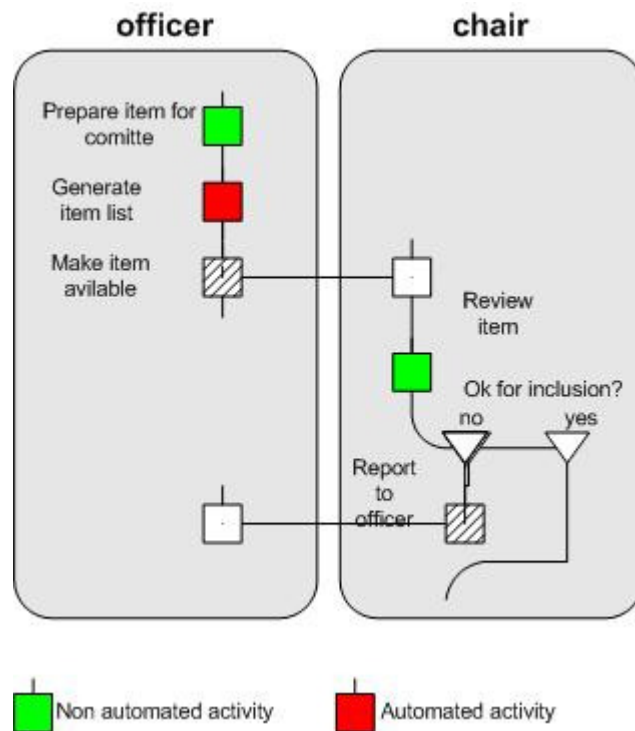 officer
chair
Prepare item for
comitte
Generate
item list
Make item
avilable
Review
item
Ok for inclusion?
no
yes
Report
to
officer
Non automated activity
Automated activity